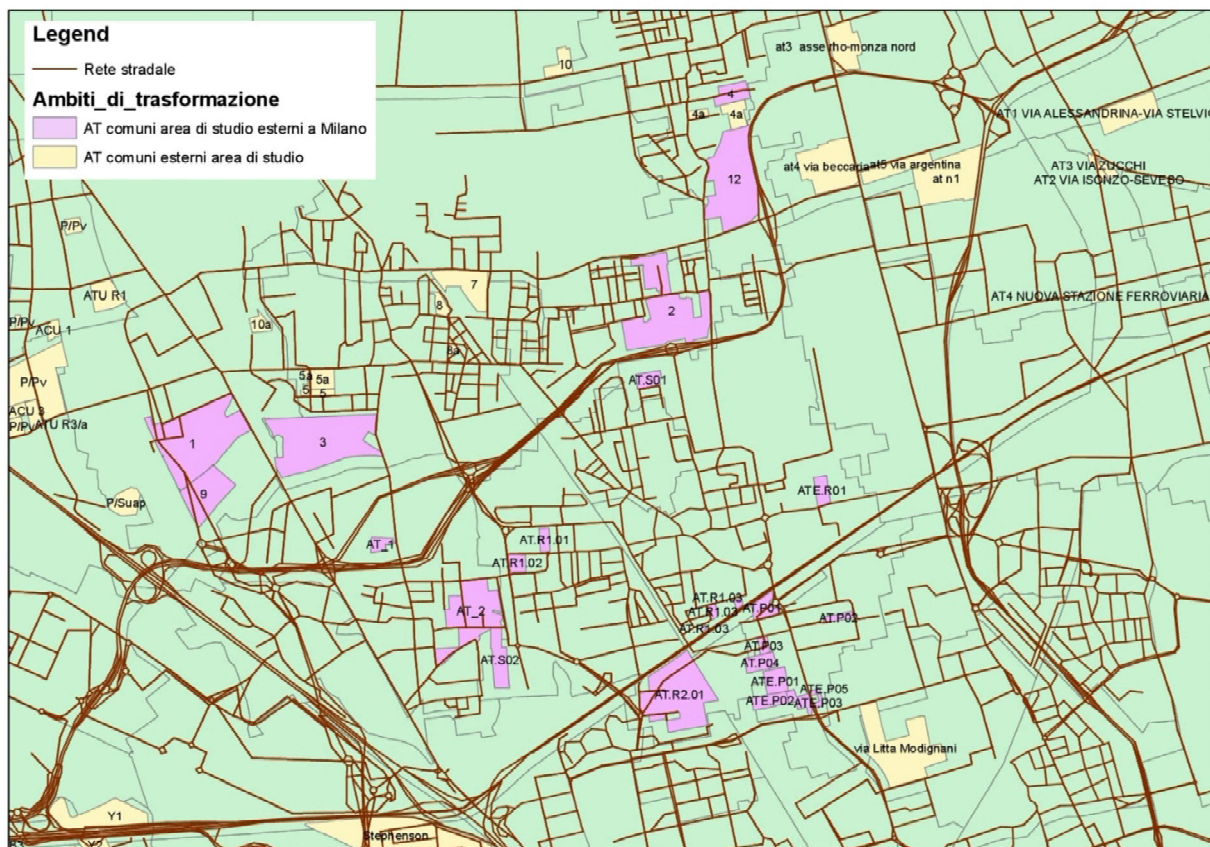 Legend
Rete stradale
Ambiti_di_trasformazione
AT comuni area di studio esterni a Milano
AT comuni esterni area di studio
10
at3 asse rho-monza nord
4
4a
4a
AT1 VIA ALESSANDRINA-VIA STELVIO
12
at4 via beccaria
at5 via argentina
at n1
AT3 VIA ZUCCHI
AT2 VIA ISONZO-SEVESO
P/Pv
7
ATU R1
8
AT4 NUOVA STAZIONE FERROVIARIA
2
P/Pv
ACU 1
10a
8a
5a
5a
5
5
P/Pv
AT.S01
ACU 3
P/Pv
ATU R3/a
1
3
9
ATE.R01
P/Suap
AT_1
AT.R1.01
AT.R1.02
AT.R1.03
AT.R1.03
AT.R1.03
AT.P01
AT.P02
AT_2
AT.P03
AT.S02
AT.P04
ATE.P01
AT.R2.01
ATE.P05
ATE.P02
ATE.P03
via Litta Modignani
Y1
Stephenson
B3
Y2